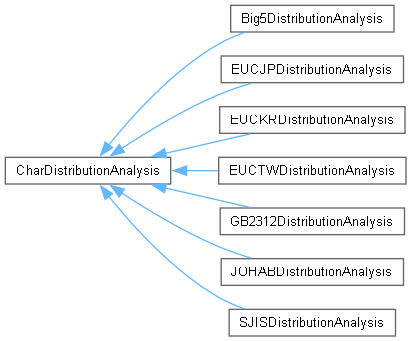 Big5DistributionAnalysis
EUCJPDistributionAnalysis
EUCKRDistributionAnalysis
CharDistributionAnalysis
EUCTWDistributionAnalysis
GB2312DistributionAnalysis
JOHABDistributionAnalysis
SJISDistributionAnalysis